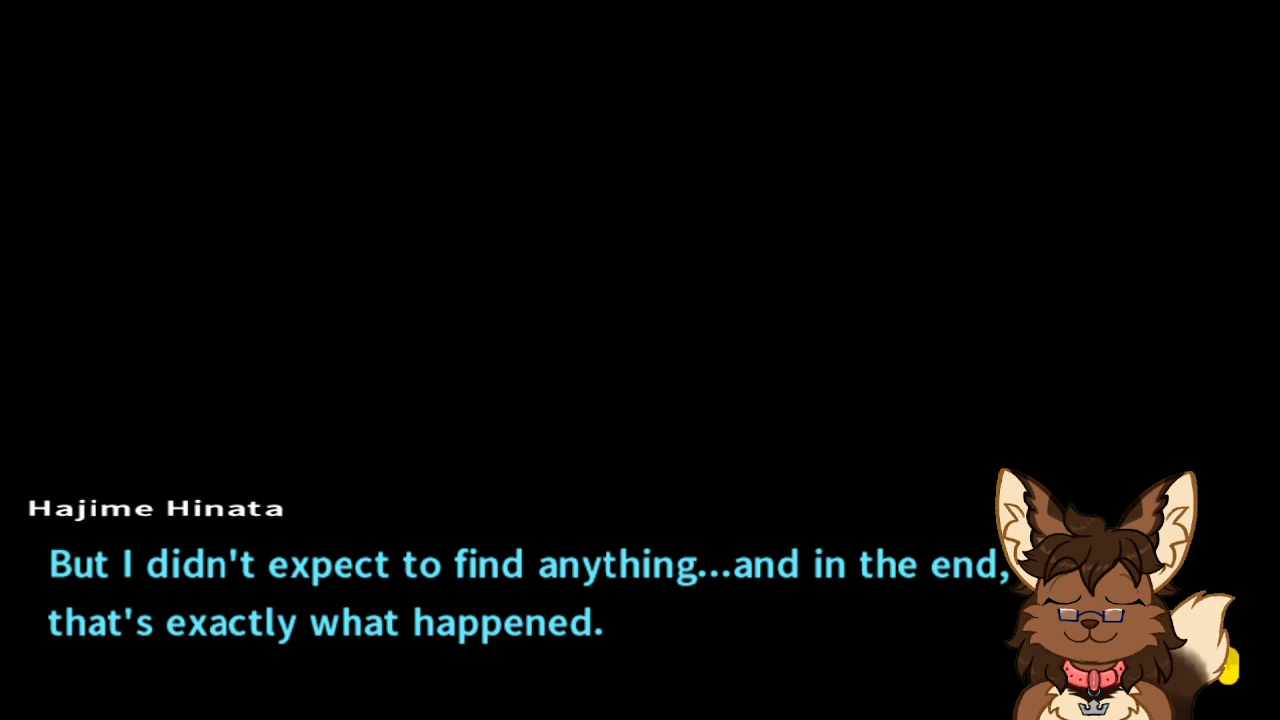 Hajime Hinata
But I didn't expect to find anything...and in the end,
that's exactly what happened.